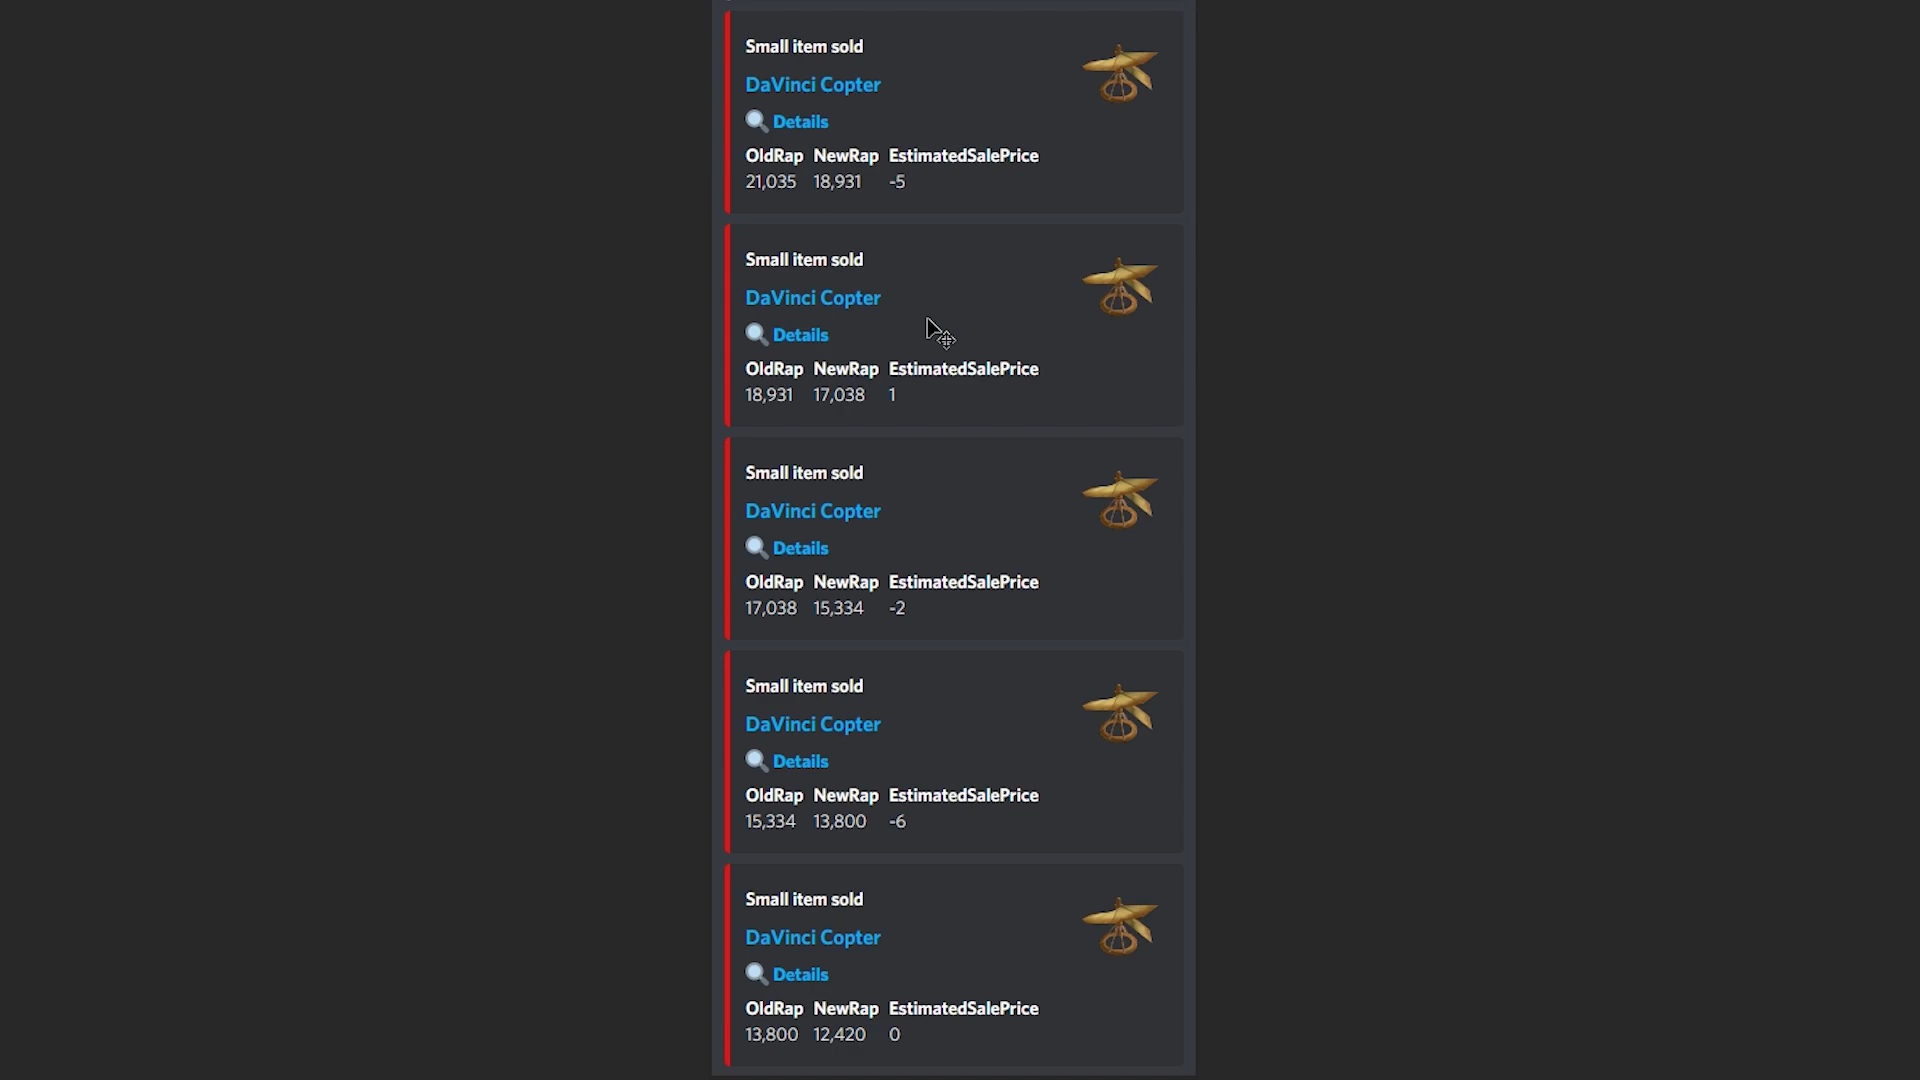 Small item sold
DaVinci Copter
Details
OldRap NewRap EstimatedSalePrice
21,035 18,931 -5
Small item sold
DaVinci Copter
Details
OldRap NewRap EstimatedSalePrice
18,931 17,038 1
Small item sold
DaVinci Copter
Details
OldRap NewRap EstimatedSalePrice
17,038 15,334 -2
Small item sold
DaVinci Copter
Details
OldRap NewRap EstimatedSalePrice
15,334 13,800 -6
Small item sold
DaVinci Copter
Details
OldRap NewRap EstimatedSalePrice
13,800 12,420 0